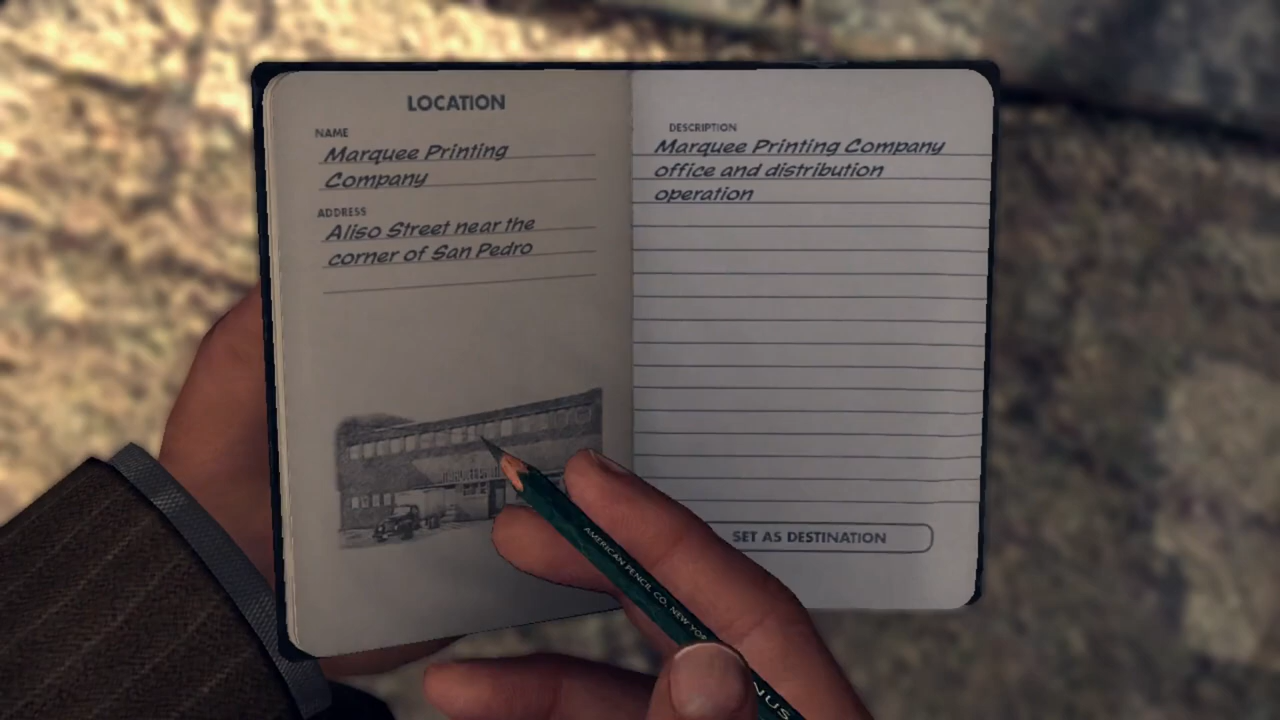 LOCATION
NAME
Marquee Printing
Company
ADDRESS
Aliso Street near the
corner of San Pedro
DESCRIPTION
Marquee Printing Company
office and distribution
operation
SET AS DESTINATION
AMERICAN PENCIL CO. NEW YORK